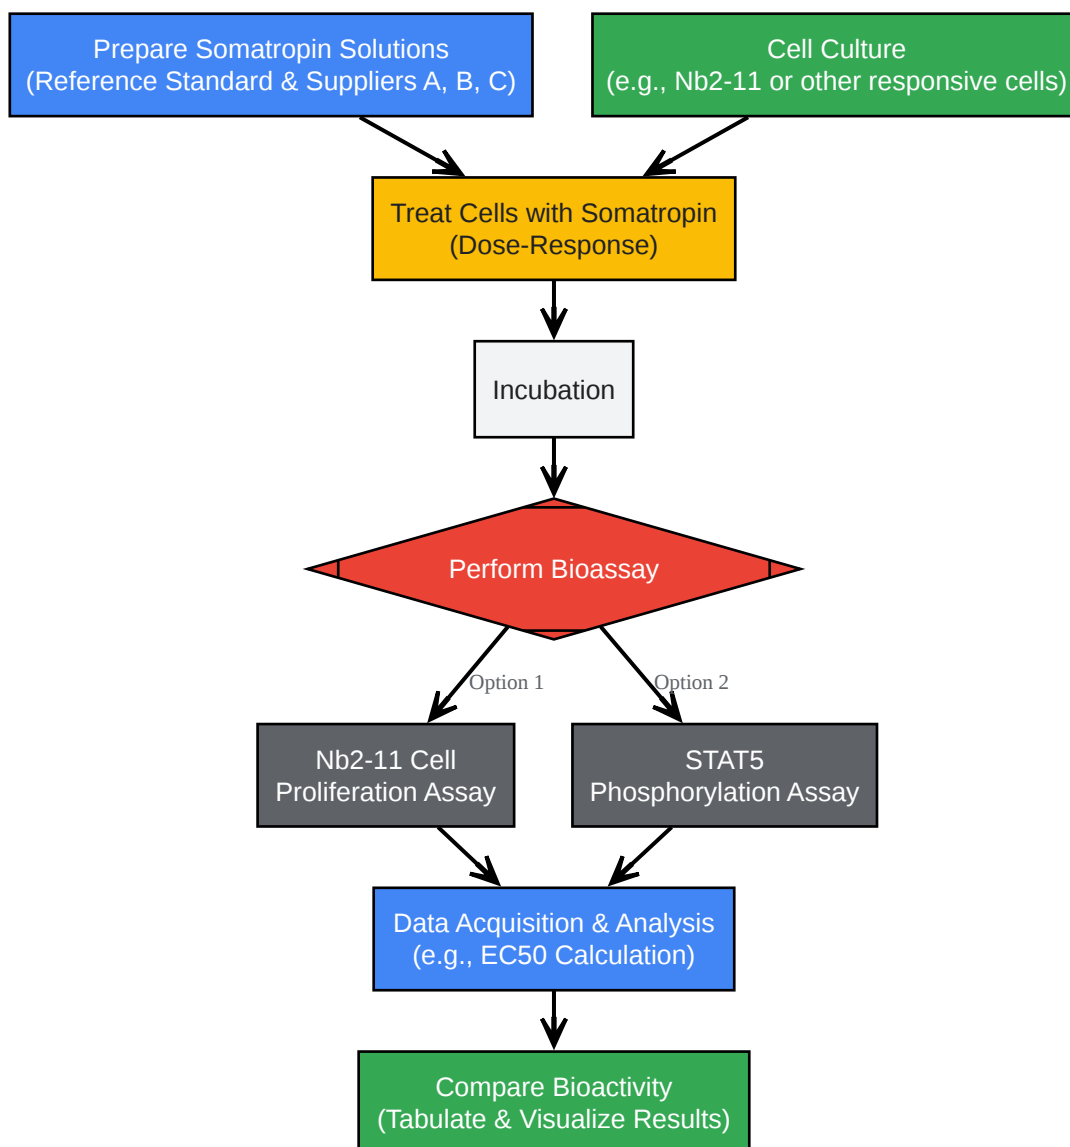 Prepare Somatropin Solutions
(Reference Standard & Suppliers A, B, C)
Cell Culture
(e.g., Nb2-11 or other responsive cells)
Treat Cells with Somatropin
(Dose-Response)
Incubation
Perform Bioassay
Option 1
Option 2
Nb2-11 Cell
Proliferation Assay
STAT5
Phosphorylation Assay
Data Acquisition & Analysis
(e.g., EC50 Calculation)
Compare Bioactivity
(Tabulate & Visualize Results)